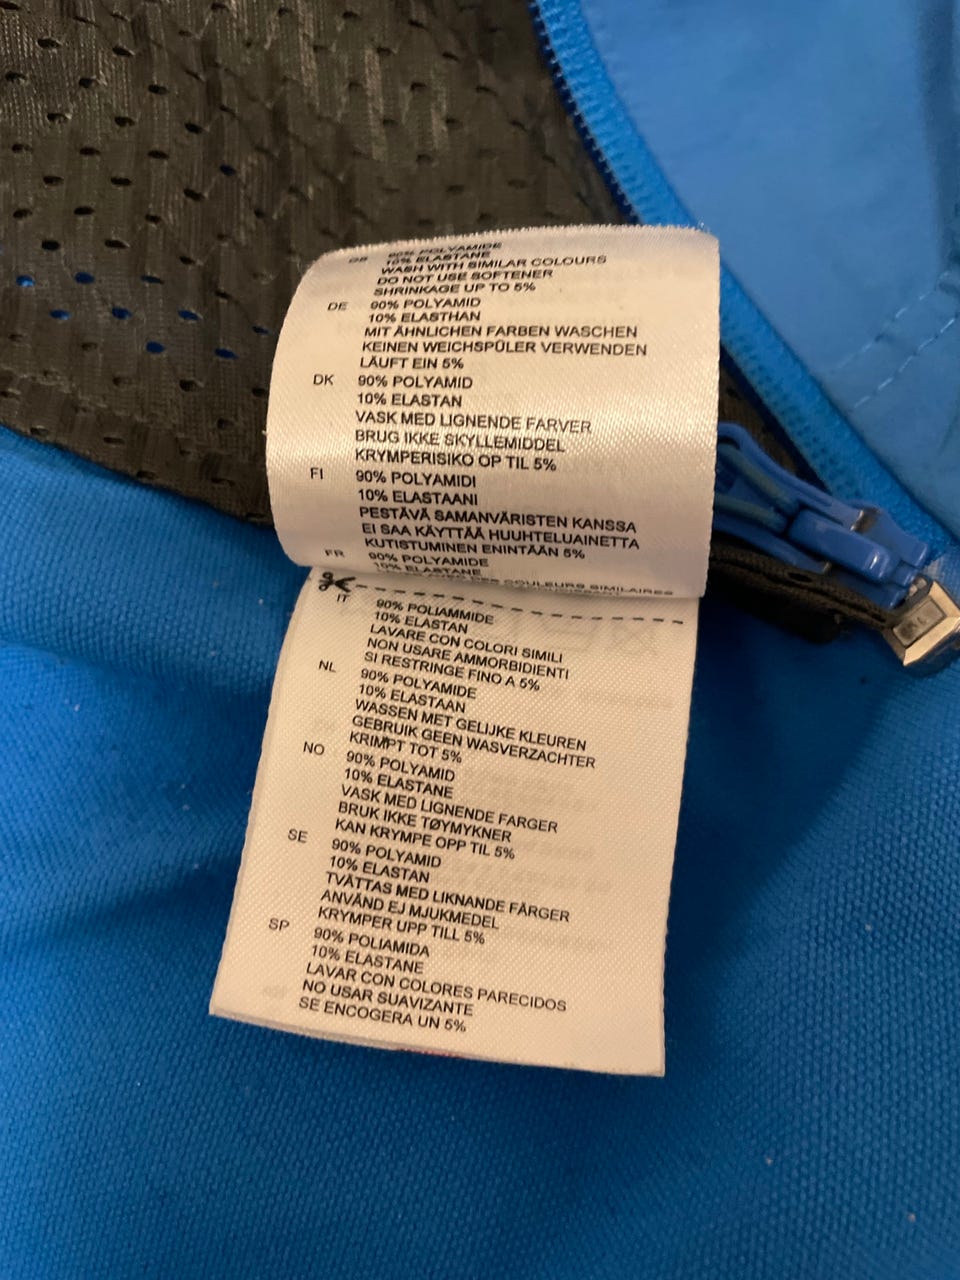 GB 90% POLYAMIDE
10% ELASTANE
WASH WITH SIMILAR COLOURS
DO NOT USE SOFTENER
SHRINKAGE UP TO 5%
DE 90% POLYAMID
10% ELASTHAN
MIT ÄHNLICHEN FARBEN WASCHEN
KEINEN WEICHSPÜLER VERWENDEN
LÄUFT EIN 5%
DK 90% POLYAMID
10% ELASTAN
VASK MED LIGNENDE FARVER
BRUG IKKE SKYLLEMIDDEL
KRYMPERISIKO OP TIL 5%
FI 90% POLYAMIDI
10% ELASTAANI
PESTÄVÄ SAMANVÄRISTEN KANSSA
EI SAA KÄYTTÄÄ HUUHTELUAINETTA
KUTISTUMINEN ENINTÄÄN 5%
FR 90% POLYAMIDE
10% ELASTANE
AVEC DES COULEURS SIMILAIRES
IT 90% POLIAMMIDE
10% ELASTAN
LAVARE CON COLORI SIMILI
NON USARE AMMORBIDIENTI
SI RESTRINGE FINO A 5%
NL 90% POLYAMIDE
10% ELASTAAN
WASSEN MET GELIJKE KLEUREN
GEBRUIK GEEN WASVERZACHTER
KRIMPT TOT 5%
NO 90% POLYAMID
10% ELASTANE
VASK MED LIGNENDE FARGER
BRUK IKKE TØYMYKNER
KAN KRYMPE OPP TIL 5%
SE 90% POLYAMID
10% ELASTAN
TVÄTTAS MED LIKNANDE FÄRGER
ANVÄND EJ MJUKMEDEL
KRYMPER UPP TILL 5%
SP 90% POLIAMIDA
10% ELASTANE
LAVAR CON COLORES PARECIDOS
NO USAR SUAVIZANTE
SE ENCOGERA UN 5%